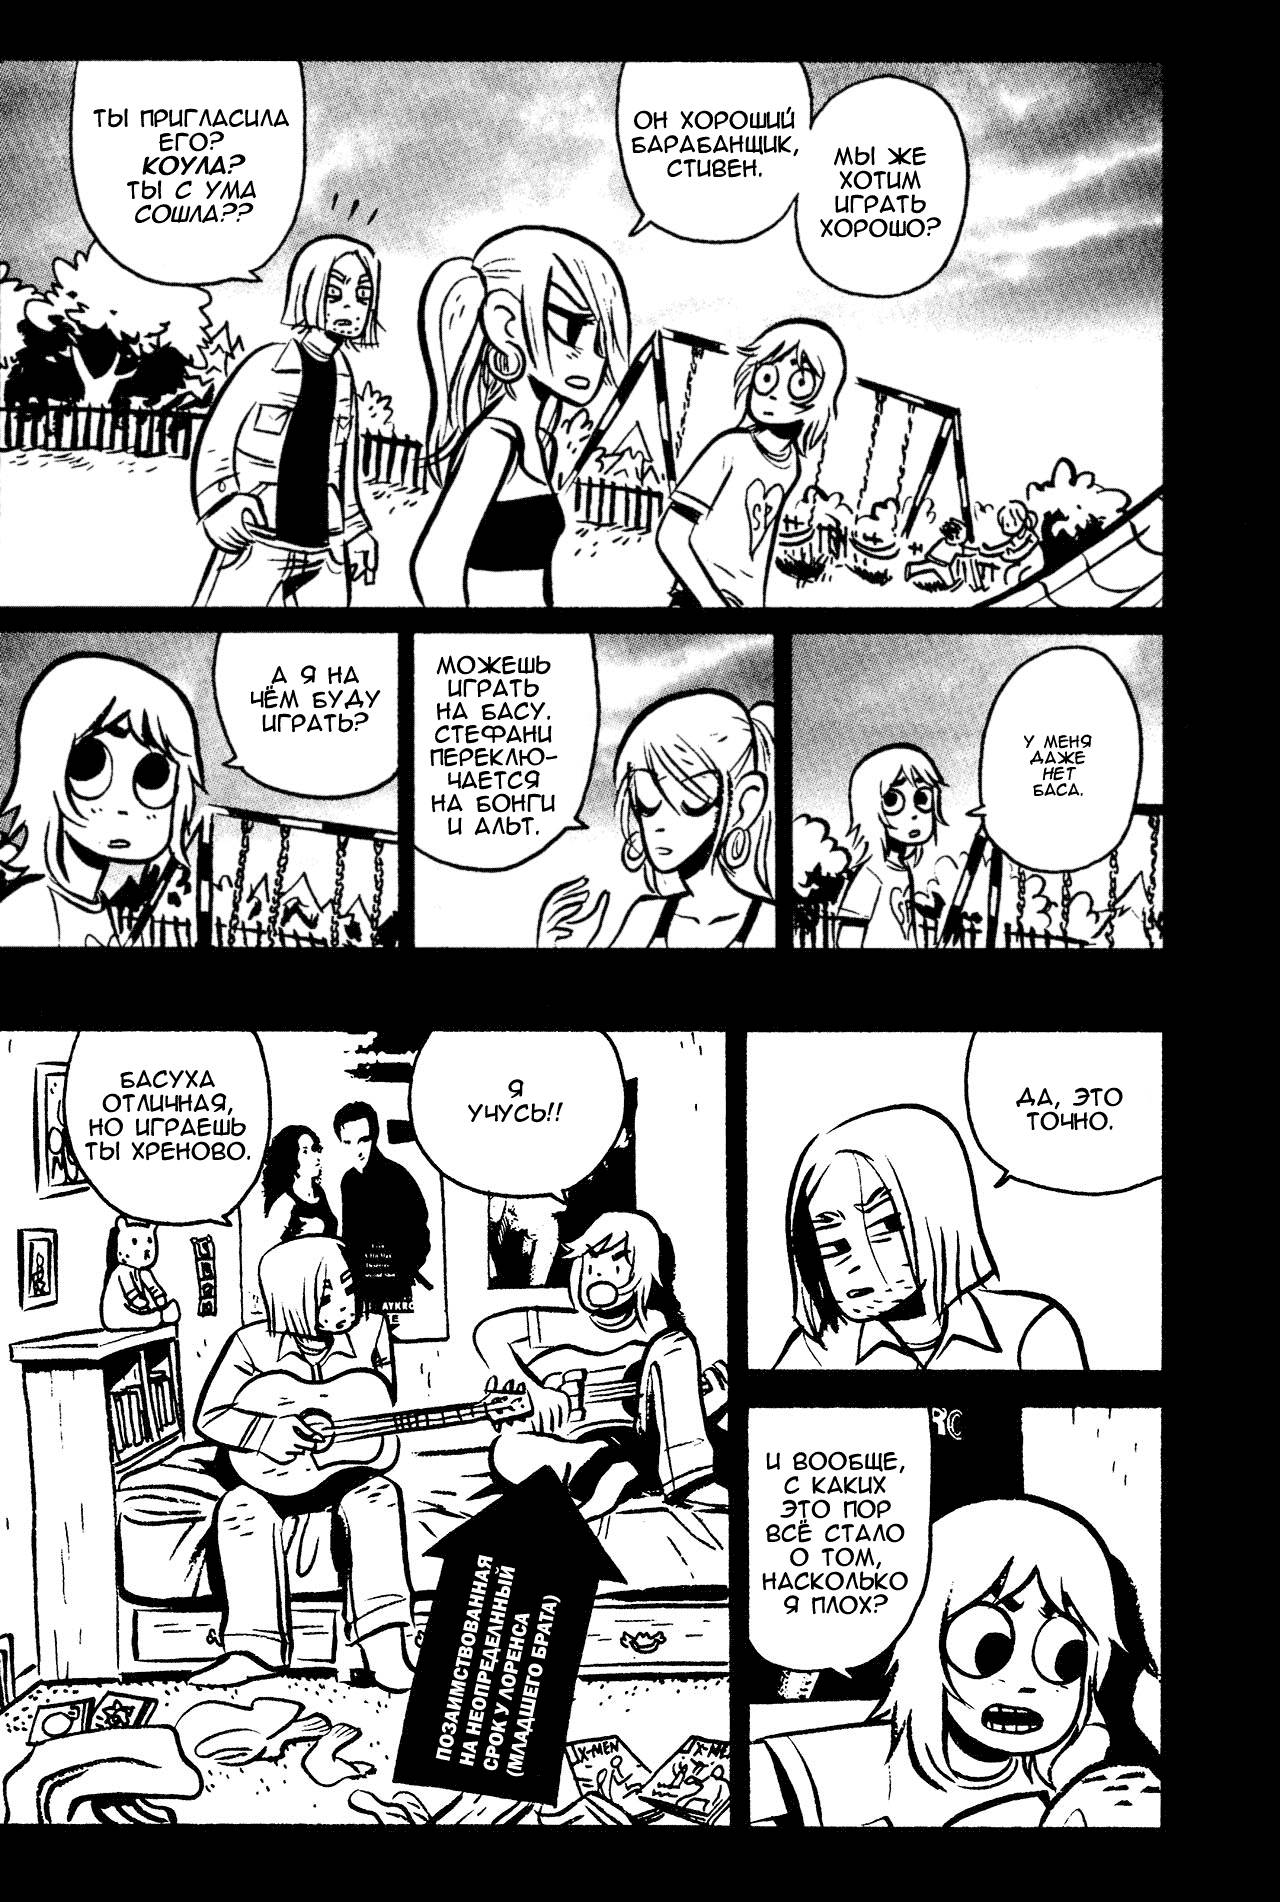 ТЫ ПРИГЛАСИЛА
ЕГО?
КОУЛА?
ТЫ С УМА
СОШЛА??
ОН ХОРОШИЙ
БАРАБАНЩИК,
СТИВЕН.
МЫ ЖЕ
ХОТИМ
ИГРАТЬ
ХОРОШО?
А Я НА
ЧЁМ БУДУ
ИГРАТЬ?
МОЖЕШЬ
ИГРАТЬ
НА БАСУ.
СТЕФАНИ
ПЕРЕКЛЮ-
ЧАЕТСЯ
НА БОНГИ
И АЛЬТ.
У МЕНЯ
ДАЖЕ
НЕТ
БАСА.
БАСУХА
ОТЛИЧНАЯ,
НО ИГРАЕШЬ
ТЫ ХРЕНОВО.
Я
УЧУСЬ!!
ПОЗАИМСТВОВАННАЯ
НА НЕОПРЕДЕЛННЫЙ
СРОК У ЛОРЕНСА
(МЛАДШЕГО БРАТА)
X-MEN
X-MEN
ДА, ЭТО
ТОЧНО.
И ВООБЩЕ,
С КАКИХ
ЭТО ПОР
ВСЁ СТАЛО
О ТОМ,
НАСКОЛЬКО
Я ПЛОХ?